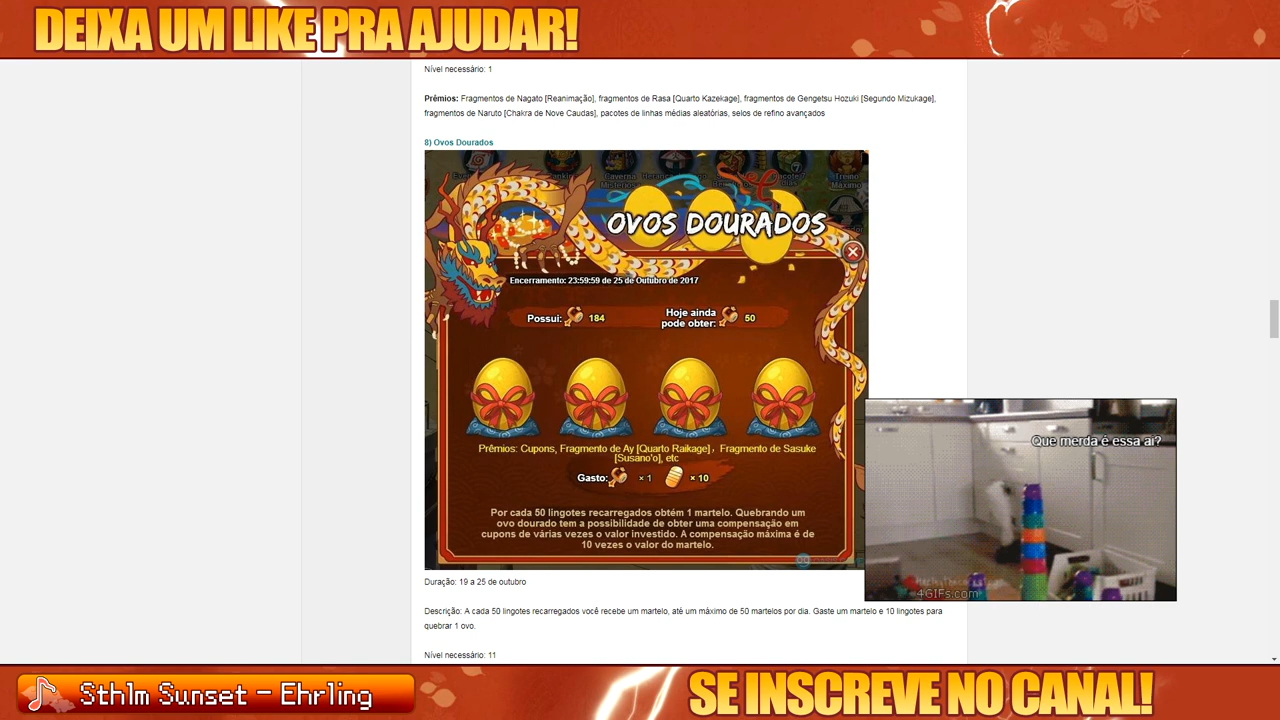 DEIXA UM LIKE PRA AJUDAR!
Nível necessário: 1
Prêmios: Fragmentos de Nagato [Reanimação], fragmentos de Rasa [Quarto Kazekage], fragmentos de Gengetsu Hozuki [Segundo Mizukage],
fragmentos de Naruto [Chakra de Nove Caudas], pacotes de linhas médias aleatórias, selos de refino avançados
8) Ovos Dourados
OVOS DOURADOS
Encerramento: 23:59:59 de 25 de Outubro de 2017
Possui: 184
Hoje ainda
pode obter: 50
Prêmios: Cupons, Fragmento de Ay [Quarto Raikage], Fragmento de Sasuke
[Susano'o], etc
Gasto: × 1 × 10
Por cada 50 lingotes recarregados obtém 1 martelo. Quebrando um
ovo dourado tem a possibilidade de obter uma compensação em
cupons de várias vezes o valor investido. A compensação máxima é de
10 vezes o valor do martelo.
Que merda é essa ai?
4GIFs.com
Duração: 19 a 25 de outubro
Descrição: A cada 50 lingotes recarregados você recebe um martelo, até um máximo de 50 martelos por dia. Gaste um martelo e 10 lingotes para
quebrar 1 ovo.
Nível necessário: 11
Sthlm Sunset - Ehrling
SE INSCREVE NO CANAL!